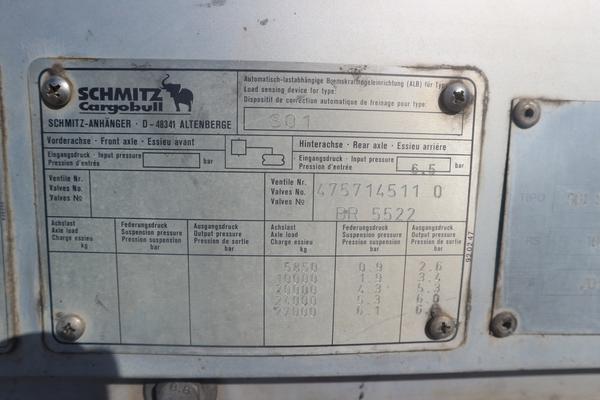 SCHMITZ
Cargobull
SCHMITZ-ANHÄNGER · D-48341 ALTENBERGE
Automatisch-lastabhängige Bremskraftregeleinrichtung (ALB) für Typ:
Load sensing device for type:
Dispositif de correction automatique de freinage pour type:
SO1
Vorderachse · Front axle · Essieu avant
Hinterachse · Rear axle · Essieu arrière
Eingangsdruck · Input pressure
Pression d'entrée
bar
Eingangsdruck · Input pressure
Pression d'entrée
6.5
bar
Ventile Nr.
Valves No.
Valves No
Ventile Nr.
Valves No.
Valves No
475714511 0
BR 5522
Achslast
Axle load
Charge essieu
kg
Federungsdruck
Suspension pressure
Pression suspension
bar
Ausgangsdruck
Output pressure
Pression de sortie
bar
Achslast
Axle load
Charge essieu
kg
Federungsdruck
Suspension pressure
Pression suspension
bar
Ausgangsdruck
Output pressure
Pression de sortie
bar
5850 0.9 2.6
10000 1.9 3.4
20000 4.3 5.3
24000 5.3 6.0
27000 6.1
920247
TIPO
8.8